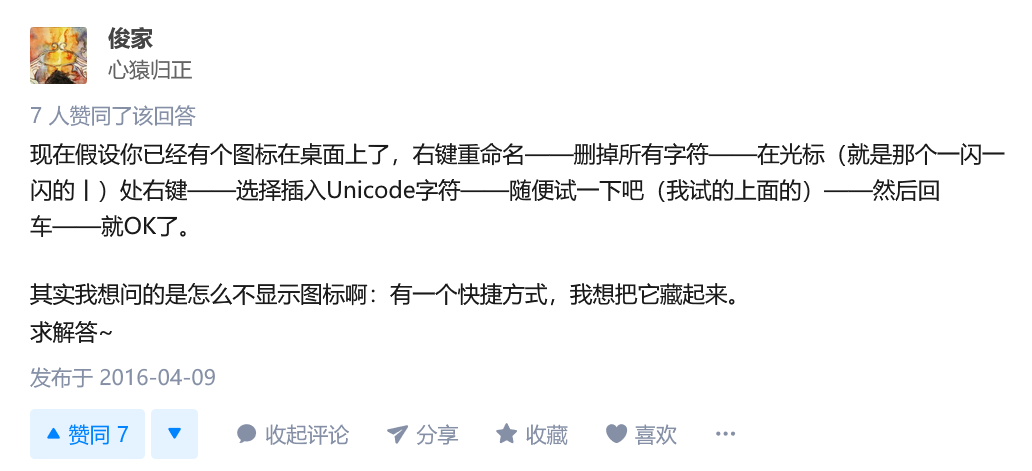 俊家
心猿归正
7 人赞同了该回答
现在假设你已经有个图标在桌面上了，右键重命名——删掉所有字符——在光标（就是那个一闪一
闪的丨）处右键——选择插入Unicode字符——随便试一下吧（我试的上面的）——然后回
车——就OK了。
其实我想问的是怎么不显示图标啊：有一个快捷方式，我想把它藏起来。
求解答~
发布于 2016-04-09
赞同 7 收起评论 分享 收藏 喜欢